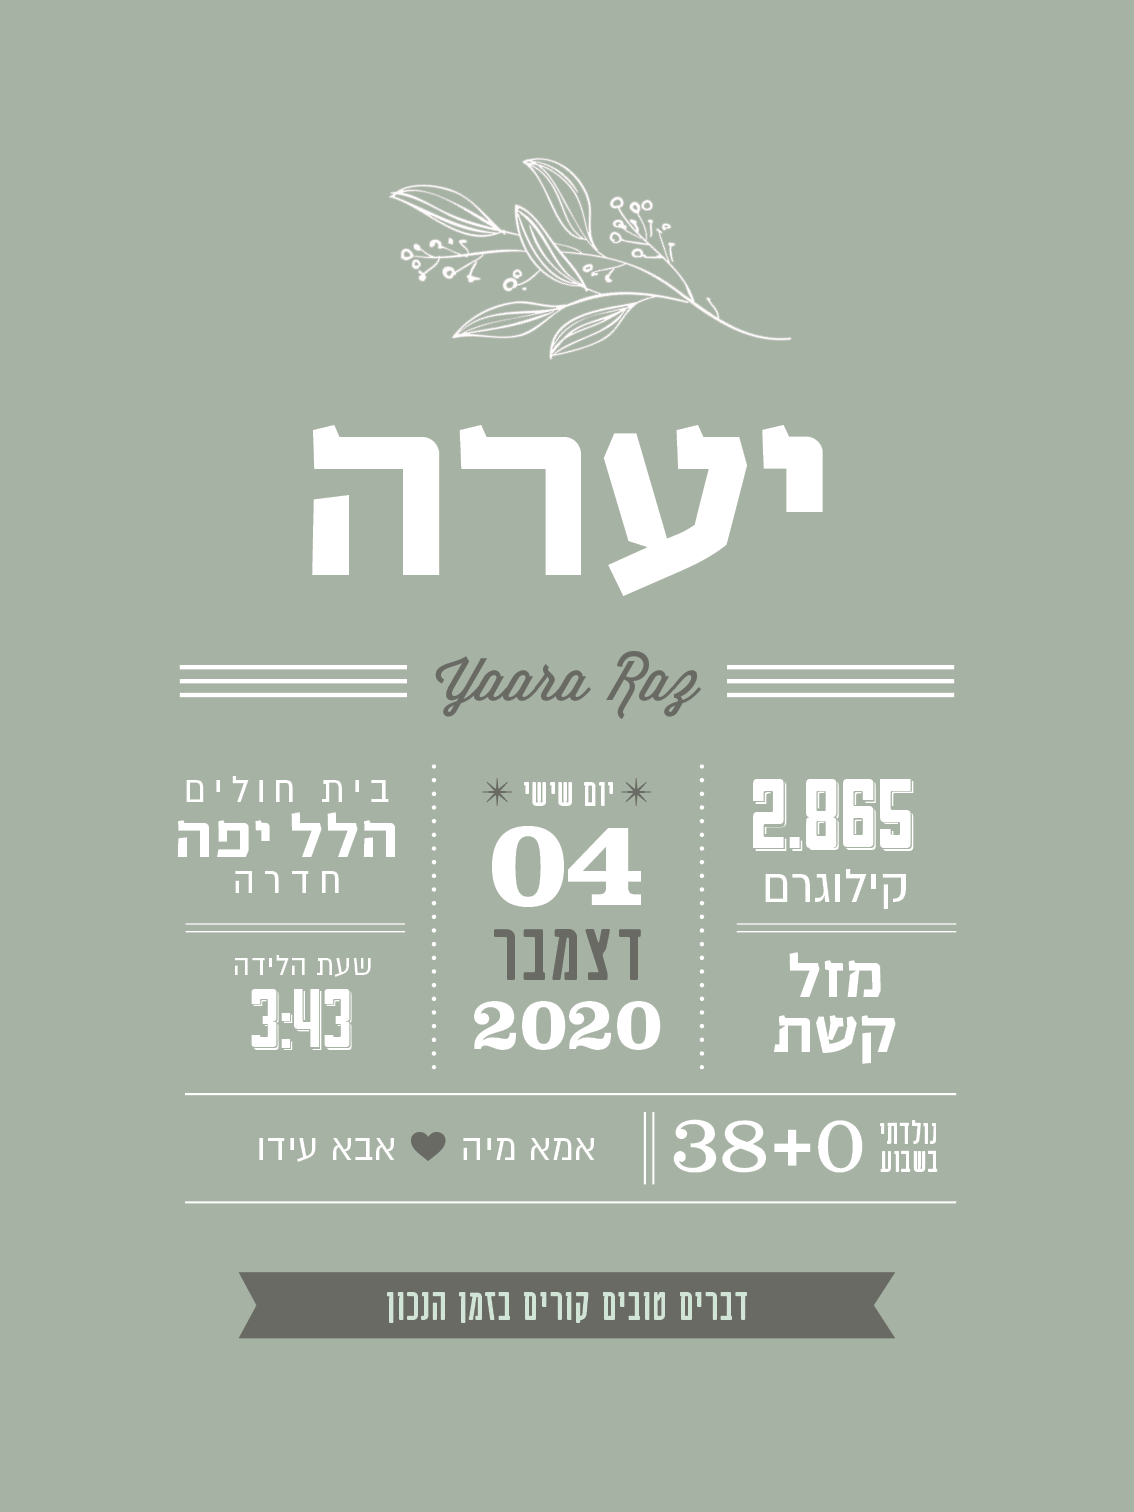 יערה
Yaara Raz
2.865
קילוגרם
מזל
קשת
יום שישי
04
דצמבר
2020
בית חולים
הלל יפה
חדרה
שעת הלידה
3:43
נולדתי
בשבוע
38+0
אמא מיה אבא עידו
דברים טובים קורים בזמן הנכון